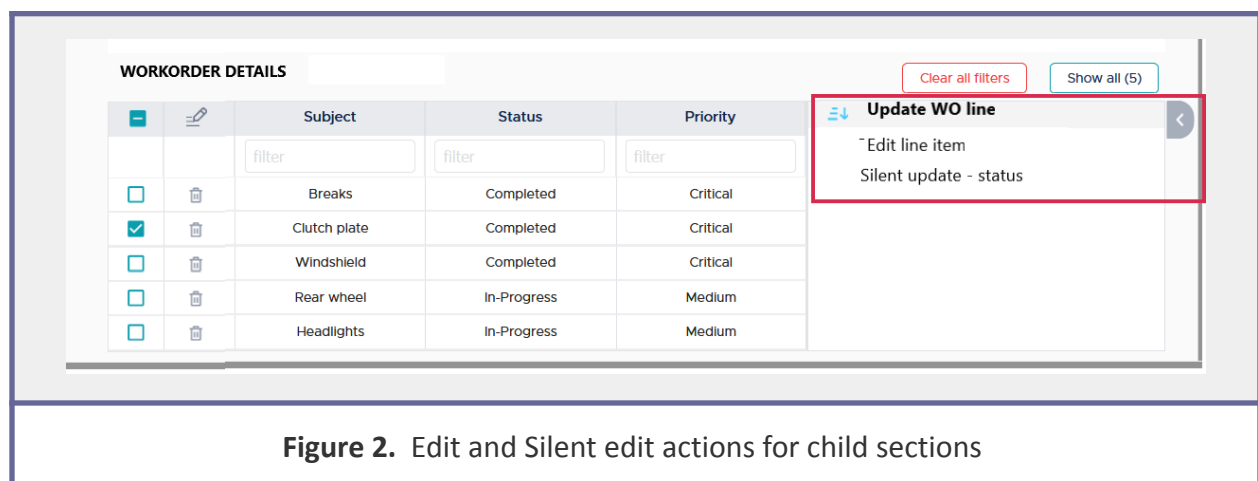 WORKORDER DETAILS
Clear all filters
Show all (5)
Subject Status Priority
Update WO line
filter filter filter
Edit line item
Silent update - status
Breaks Completed Critical
Clutch plate Completed Critical
Windshield Completed Critical
Rear wheel In-Progress Medium
Headlights In-Progress Medium
Figure 2. Edit and Silent edit actions for child sections